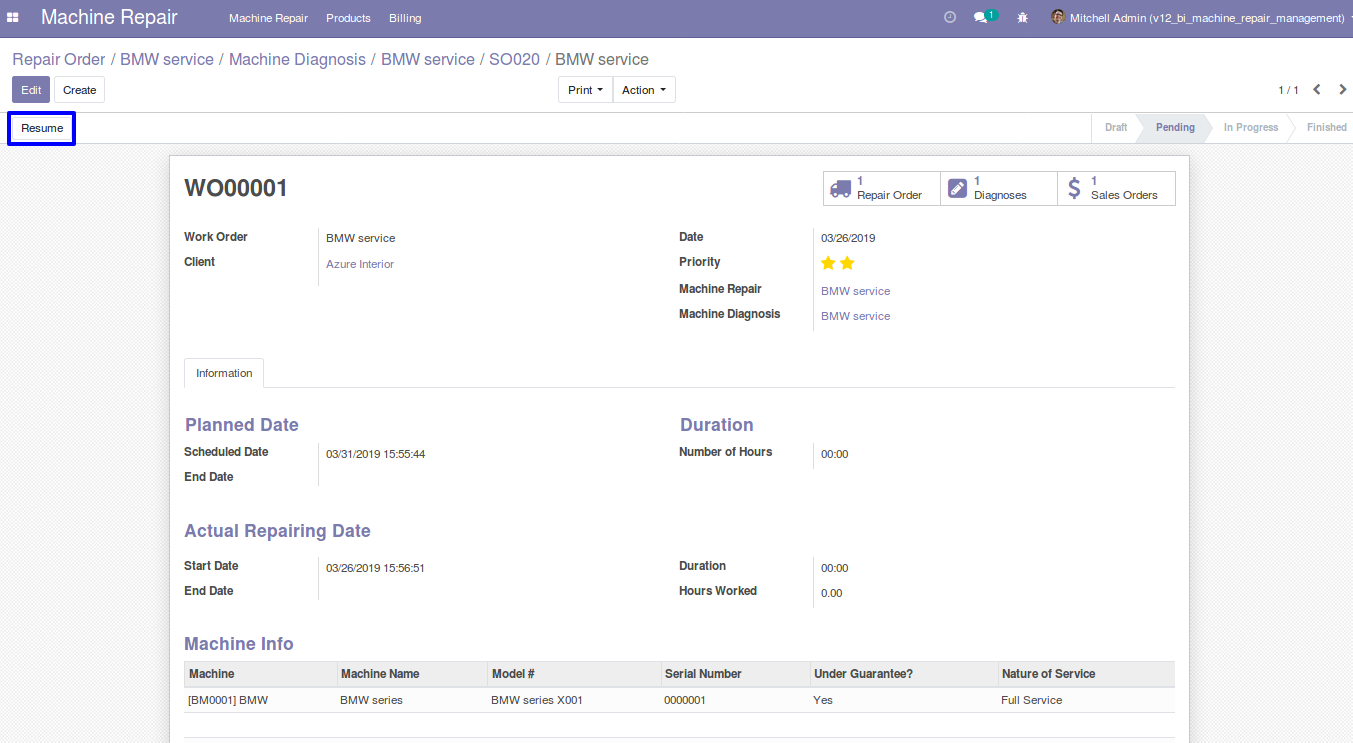 Machine Repair Machine Repair Products Billing 1 Mitchell Admin (v12_bi_machine_repair_management)
Repair Order / BMW service / Machine Diagnosis / BMW service / SO020 / BMW service
Edit Create Print Action 1 / 1
Resume Draft Pending In Progress Finished
WO00001
1 Repair Order
1 Diagnoses
1 Sales Orders
Work Order BMW service
Client Azure Interior
Date 03/26/2019
Priority
Machine Repair BMW service
Machine Diagnosis BMW service
Information
Planned Date
Scheduled Date 03/31/2019 15:55:44
End Date
Duration
Number of Hours 00:00
Actual Repairing Date
Start Date 03/26/2019 15:56:51
End Date
Duration 00:00
Hours Worked 0.00
Machine Info
Machine Machine Name Model # Serial Number Under Guarantee? Nature of Service
[BM0001] BMW BMW series BMW series X001 0000001 Yes Full Service